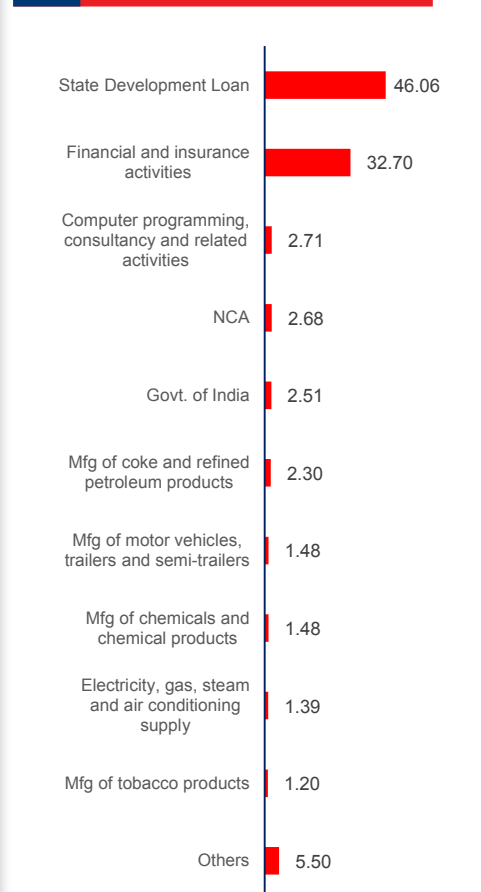 State Development Loan 46.06
Financial and insurance
activities 32.70
Computer programming,
consultancy and related
activities 2.71
NCA 2.68
Govt. of India 2.51
Mfg of coke and refined
petroleum products 2.30
Mfg of motor vehicles,
trailers and semi-trailers 1.48
Mfg of chemicals and
chemical products 1.48
Electricity, gas, steam
and air conditioning
supply 1.39
Mfg of tobacco products 1.20
Others 5.50